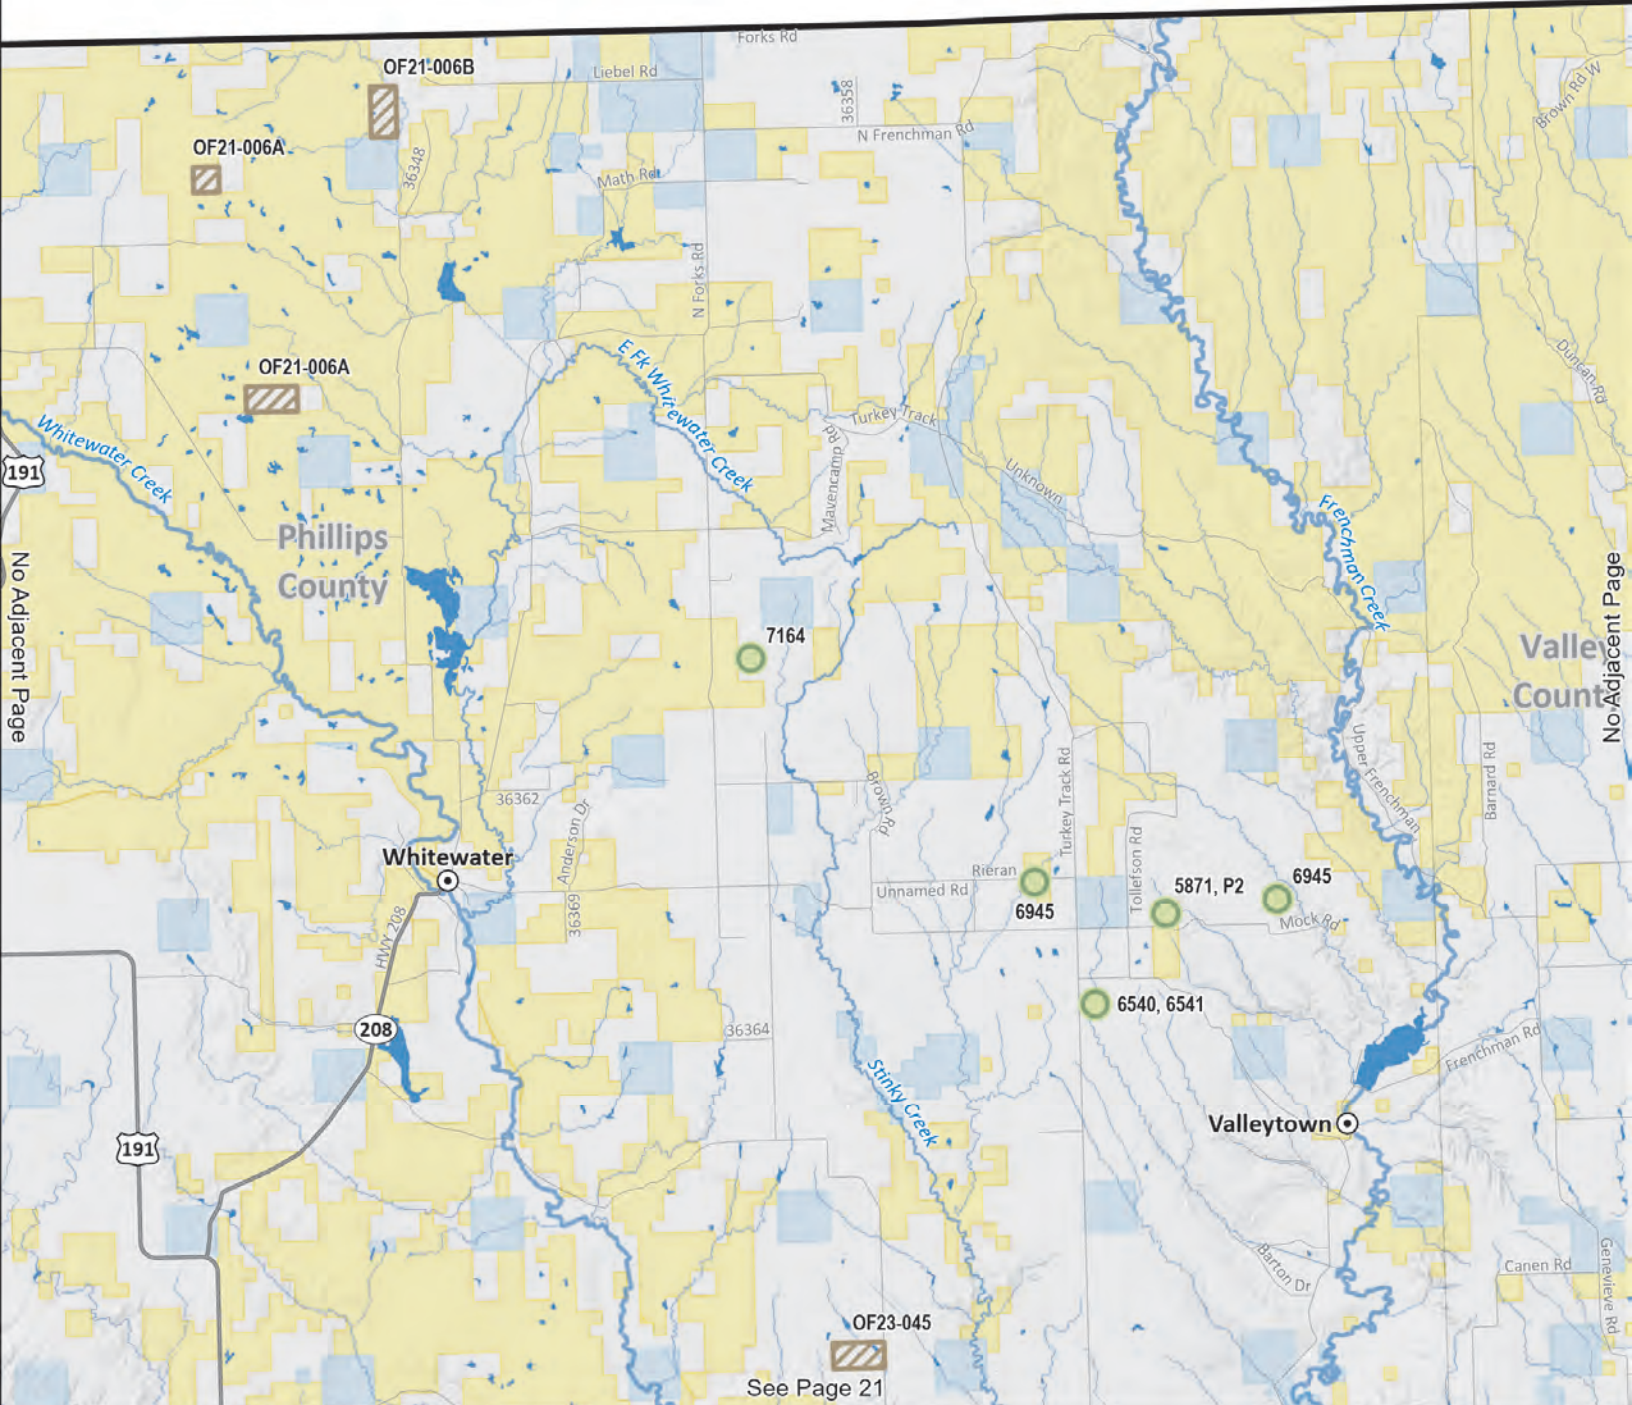 Forks Rd
OF21-006B
Liebel Rd
36358
Brown Rd W
N Frenchman Rd
OF21-006A
36348
Math Rd
N Forks Rd
E Fk Whitewater Creek
OF21-006A
Duncan Rd
Turkey Track
Whitewater Creek
Mavencamp Rd
191
Unknown
Frenchman Creek
Phillips
County
No Adjacent Page
No Adjacent Page
7164
Valley
Count
Upper Frenchman
Brown Rd
Turkey Track Rd
Barnard Rd
36362
Anderson Dr
Tollefson Rd
Whitewater
Rieran
Unnamed Rd
6945
5871, P2
6945
Mock Rd
36369
HWY 208
6540, 6541
208
36364
Frenchman Rd
Stinky Creek
Valleytown
191
Barton Dr
Canen Rd
Genevieve Rd
OF23-045
See Page 21